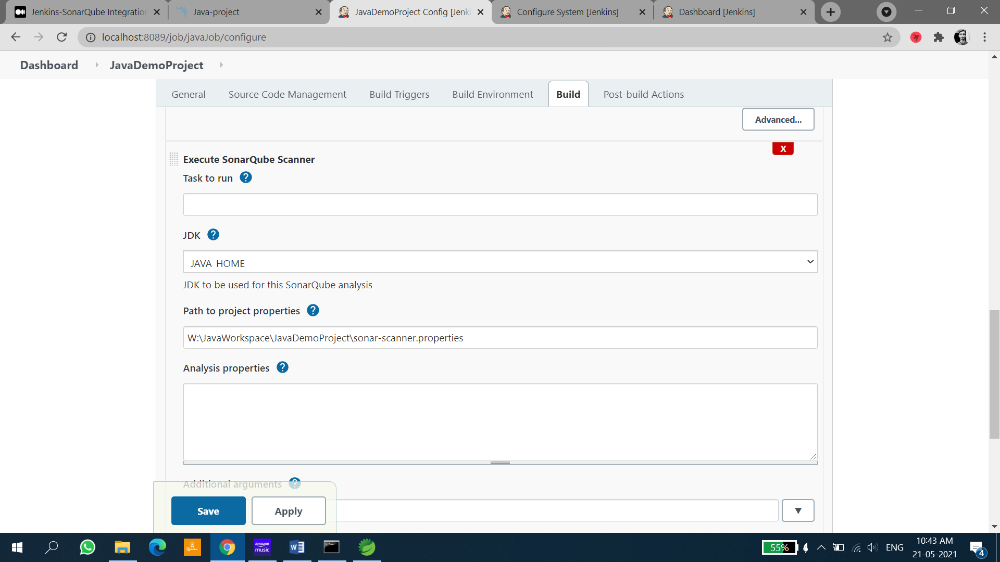 Jenkins-SonarQube Integration
Java-project
JavaDemoProject Config [Jenki
Configure System [Jenkins]
Dashboard [Jenkins]
localhost:8089/job/javaJob/configure
Dashboard
JavaDemoProject
General
Source Code Management
Build Triggers
Build Environment
Build
Post-build Actions
Advanced...
X
Execute SonarQube Scanner
Task to run ?
JDK ?
JAVA_HOME
JDK to be used for this SonarQube analysis
Path to project properties ?
W:\JavaWorkspace\JavaDemoProject\sonar-scanner.properties
Analysis properties ?
Additional arguments ?
Save
Apply
amazon
music
55%
ENG
10:43 AM
21-05-2021
4